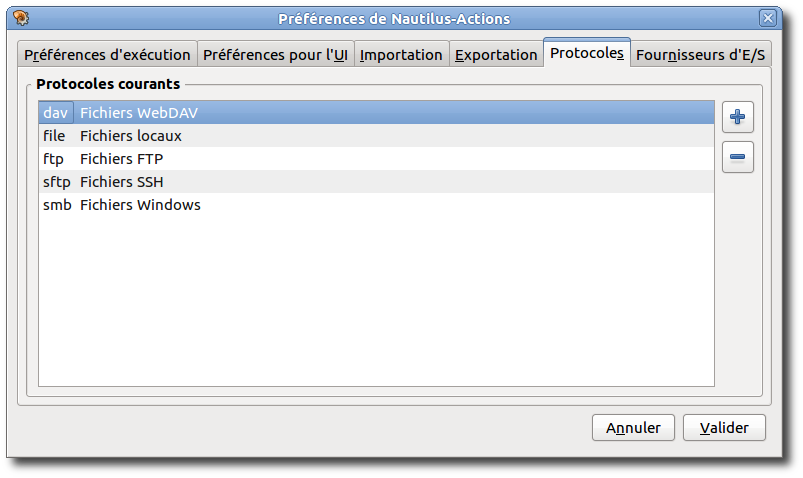 Préférences de Nautilus-Actions
Préférences d'exécution Préférences pour l'UI Importation Exportation Protocoles Fournisseurs d'E/S
Protocoles courants
dav Fichiers WebDAV
file Fichiers locaux
ftp Fichiers FTP
sftp Fichiers SSH
smb Fichiers Windows
Annuler Valider